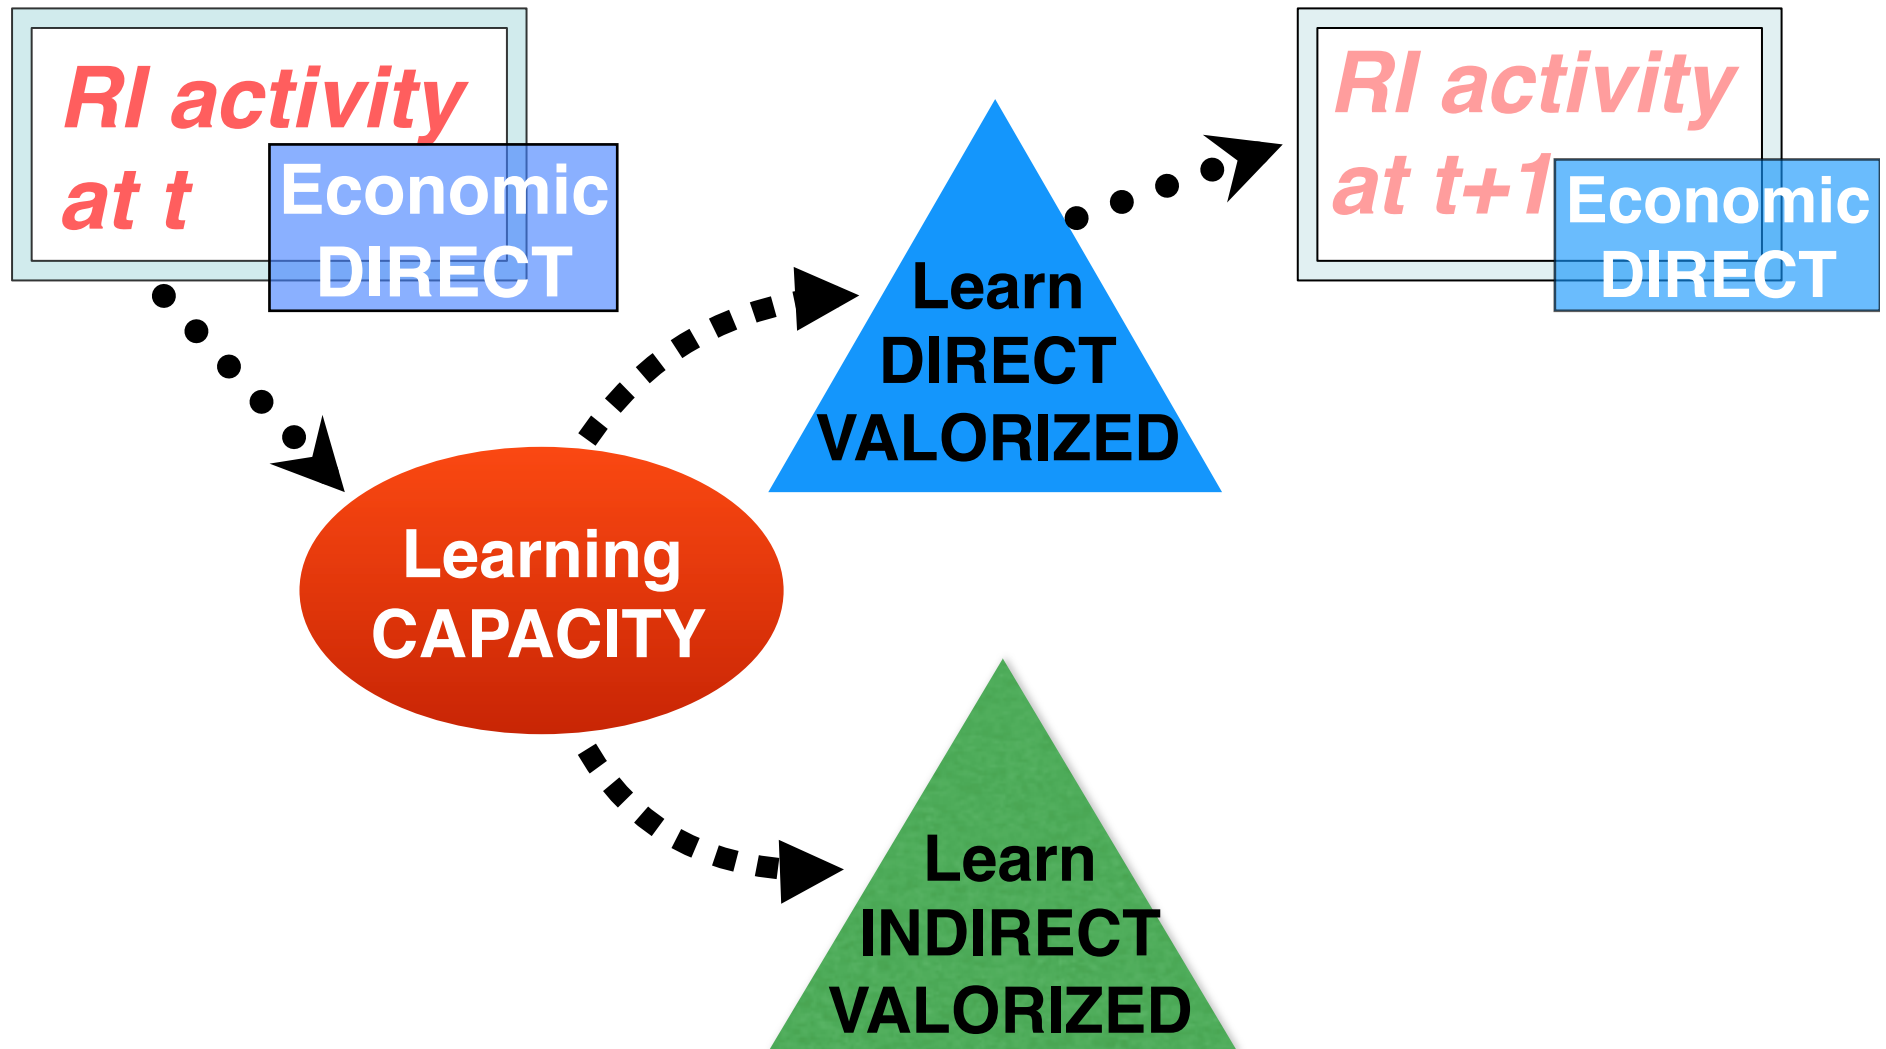 RI activity
at t
Economic
DIRECT
Learning
CAPACITY
Learn
DIRECT
VALORIZED
Learn
INDIRECT
VALORIZED
RI activity
at t+1
Economic
DIRECT